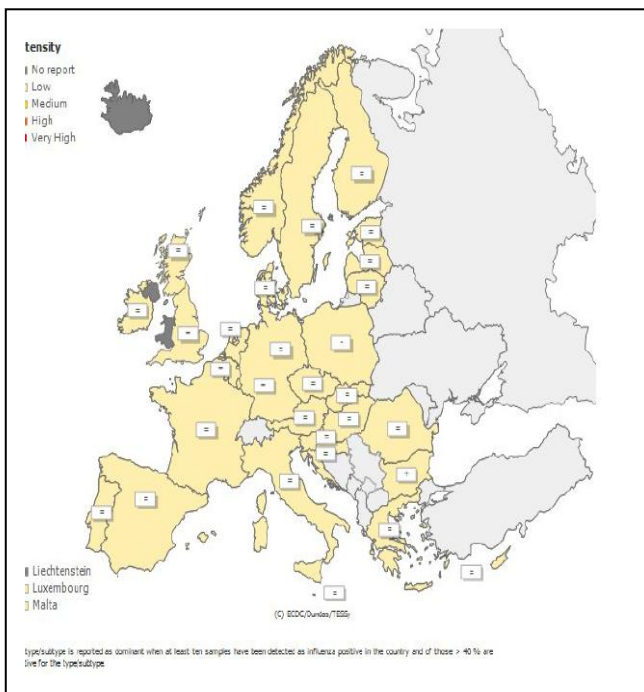 tensity
No report
Low
Medium
High
Very High
=
=
=
=
=
=
=
=
=
=
=
=
=
-
=
=
=
=
=
=
=
=
=
=
+
=
=
=
=
=
=
Liechtenstein
Luxembourg
Malta
(C) ECDC/Dundas/TESSy
type/subtype is reported as dominant when at least ten samples have been detected as influenza positive in the country and of those > 40 % are
tive for the type/subtype.